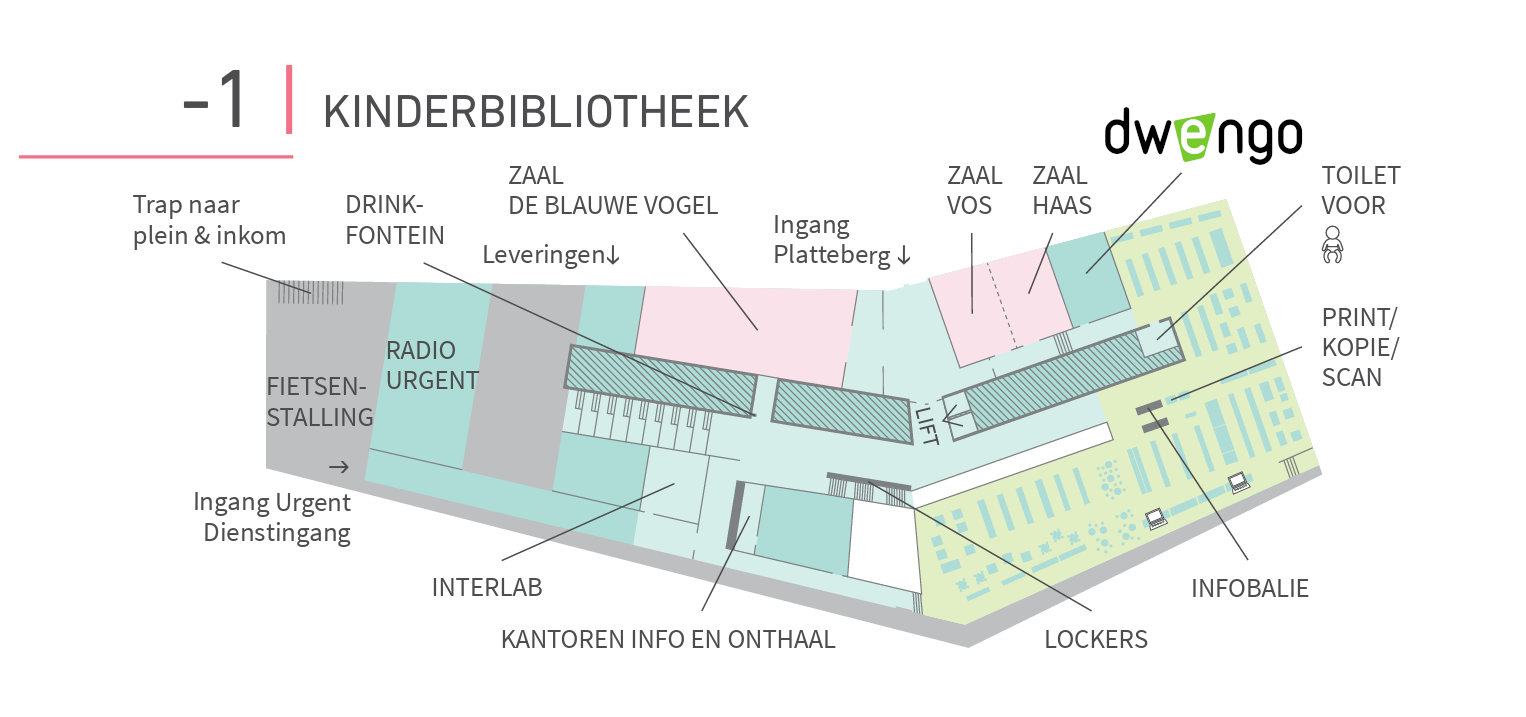 -1 KINDERBIBLIOTHEEK
dwengo
Trap naar
plein & inkom
DRINK-
FONTEIN
ZAAL
DE BLAUWE VOGEL
Leveringen↓
Ingang
Platteberg ↓
ZAAL
VOS
ZAAL
HAAS
TOILET
VOOR
PRINT/
KOPIE/
SCAN
RADIO
URGENT
FIETSEN-
STALLING
→
LIFT
←
Ingang Urgent
Dienstingang
INTERLAB
KANTOREN INFO EN ONTHAAL
LOCKERS
INFOBALIE